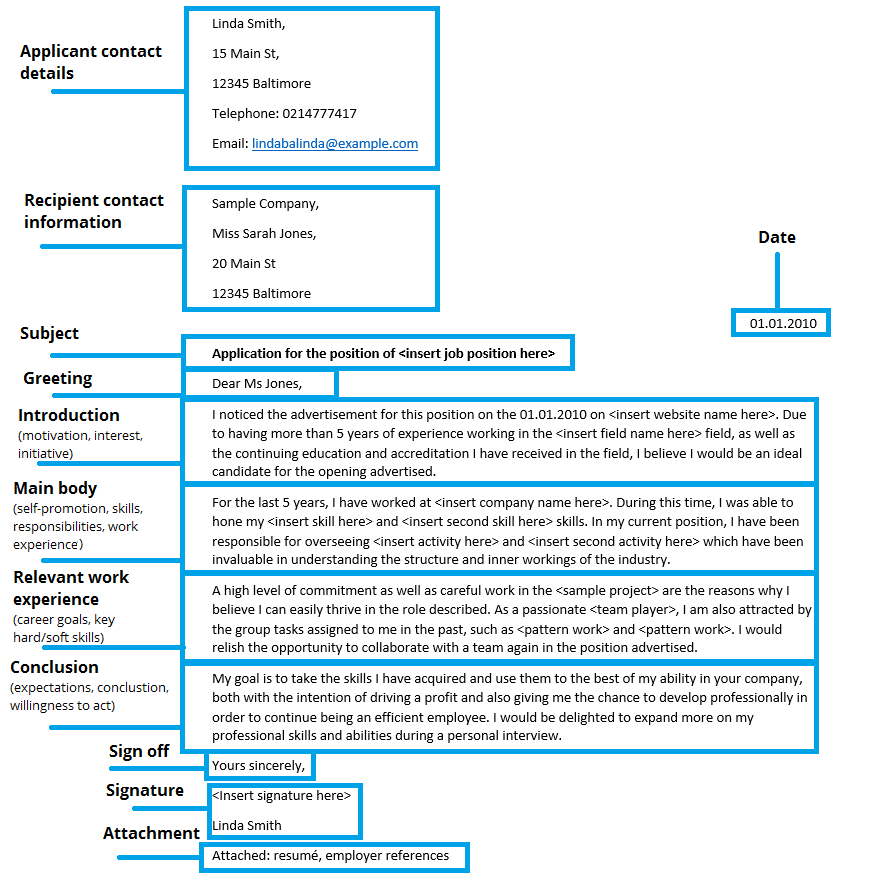 Applicant contact
details
Linda Smith,
15 Main St,
12345 Baltimore
Telephone: 0214777417
Email: lindabalinda@example.com
Recipient contact
information
Sample Company,
Miss Sarah Jones,
20 Main St
12345 Baltimore
Date
01.01.2010
Subject
Application for the position of <insert job position here>
Greeting
Dear Ms Jones,
Introduction
(motivation, interest,
initiative)
I noticed the advertisement for this position on the 01.01.2010 on <insert website name here>. Due
to having more than 5 years of experience working in the <insert field name here> field, as well as
the continuing education and accreditation I have received in the field, I believe I would be an ideal
candidate for the opening advertised.
Main body
(self-promotion, skills,
responsibilities, work
experience)
For the last 5 years, I have worked at <insert company name here>. During this time, I was able to
hone my <insert skill here> and <insert second skill here> skills. In my current position, I have been
responsible for overseeing <insert activity here> and <insert second activity here> which have been
invaluable in understanding the structure and inner workings of the industry.
Relevant work
experience
(career goals, key
hard/soft skills)
A high level of commitment as well as careful work in the <sample project> are the reasons why I
believe I can easily thrive in the role described. As a passionate <team player>, I am also attracted by
the group tasks assigned to me in the past, such as <pattern work> and <pattern work>. I would
relish the opportunity to collaborate with a team again in the position advertised.
Conclusion
(expectations, conclustion,
willingness to act)
My goal is to take the skills I have acquired and use them to the best of my ability in your company,
both with the intention of driving a profit and also giving me the chance to develop professionally in
order to continue being an efficient employee. I would be delighted to expand more on my
professional skills and abilities during a personal interview.
Sign off
Yours sincerely,
Signature
<Insert signature here>
Linda Smith
Attachment
Attached: resumé, employer references